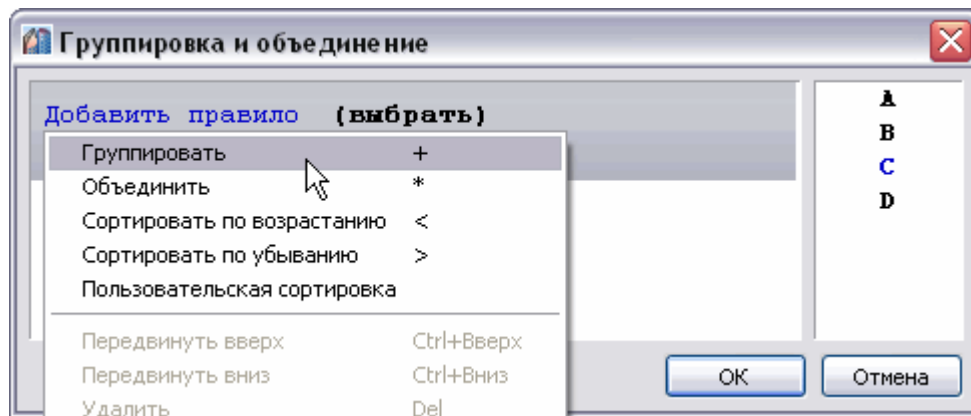 Группировка и объединение
Добавить правило (выбрать)
Группировать +
Объединить *
Сортировать по возрастанию <
Сортировать по убыванию >
Пользовательская сортировка
Передвинуть вверх Ctrl+Вверх
Передвинуть вниз Ctrl+Вниз
Удалить Del
A
B
C
D
OK
Отмена